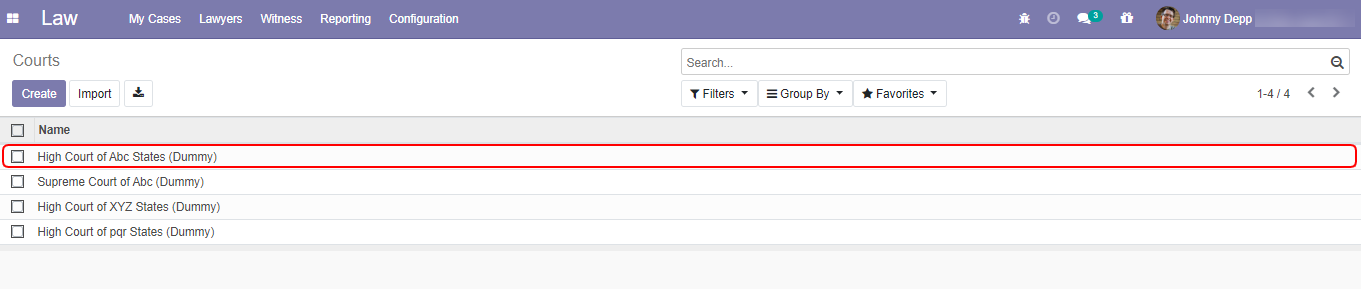 Law My Cases Lawyers Witness Reporting Configuration 3 Johnny Depp
Courts Search...
Create Import Filters Group By Favorites 1-4 / 4
Name
High Court of Abc States (Dummy)
Supreme Court of Abc (Dummy)
High Court of XYZ States (Dummy)
High Court of pqr States (Dummy)